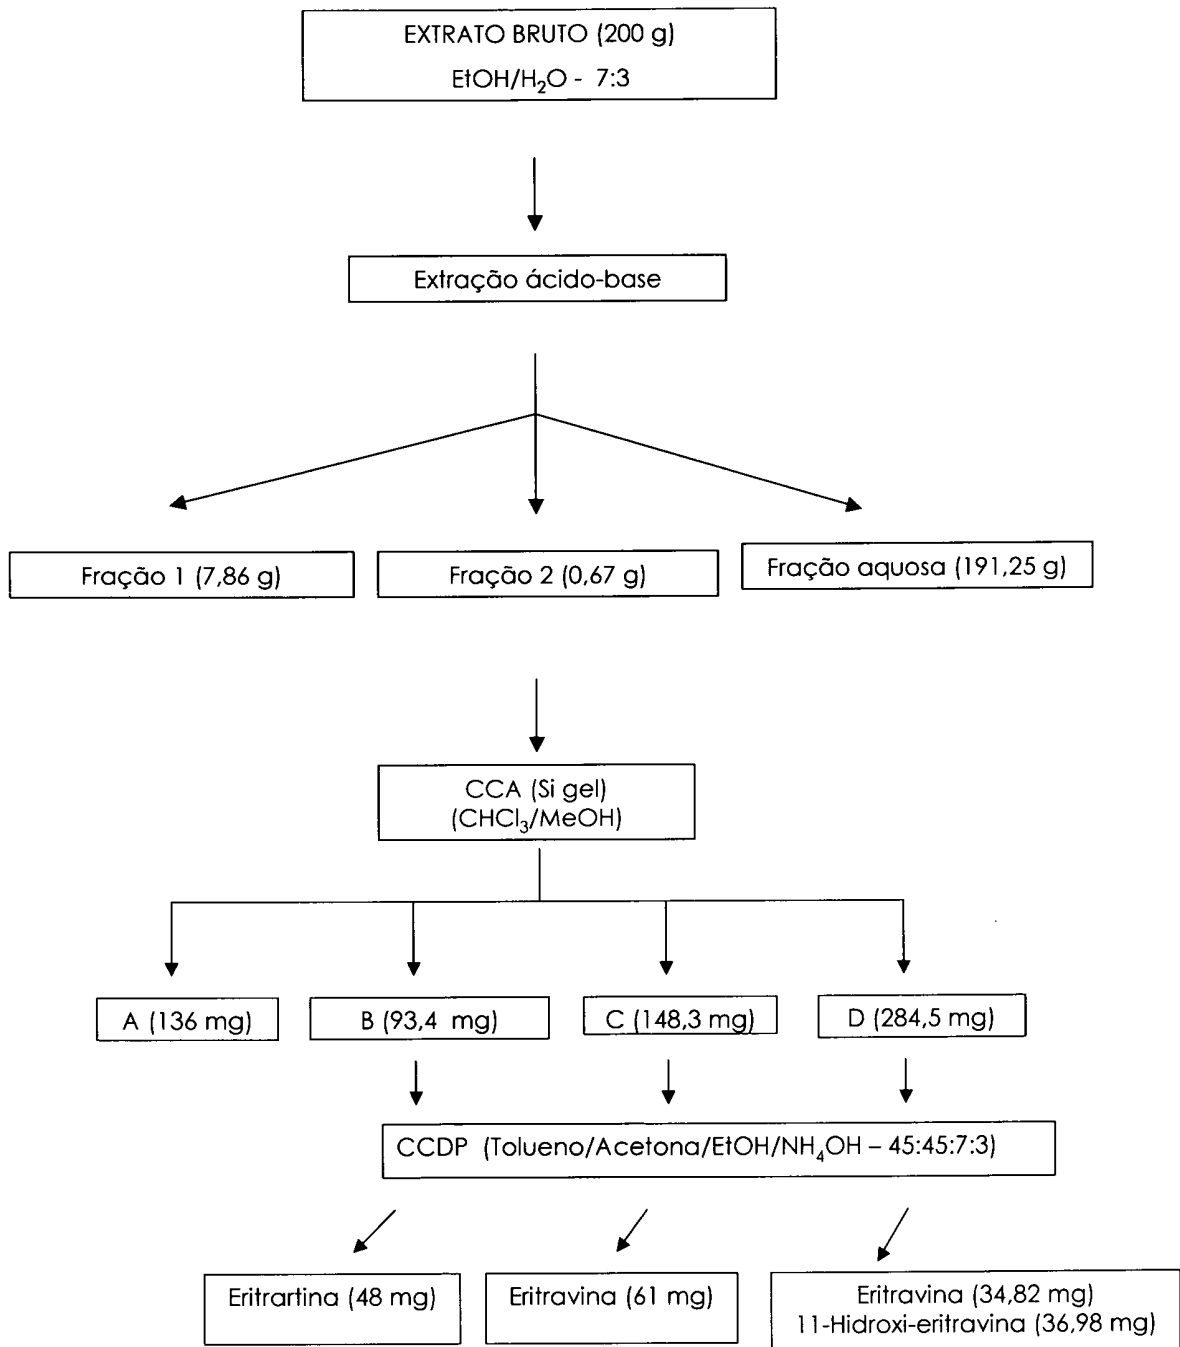 EXTRATO BRUTO (200 g)
EtOH/H₂O - 7:3
Extração ácido-base
Fração 1 (7,86 g)
Fração 2 (0,67 g)
Fração aquosa (191,25 g)
CCA (Si gel)
(CHCl₃/MeOH)
A (136 mg)
B (93,4 mg)
C (148,3 mg)
D (284,5 mg)
CCDP (Tolueno/Acetona/EtOH/NH₄OH – 45:45:7:3)
Eritrartina (48 mg)
Eritravina (61 mg)
Eritravina (34,82 mg)
11-Hidroxi-eritravina (36,98 mg)